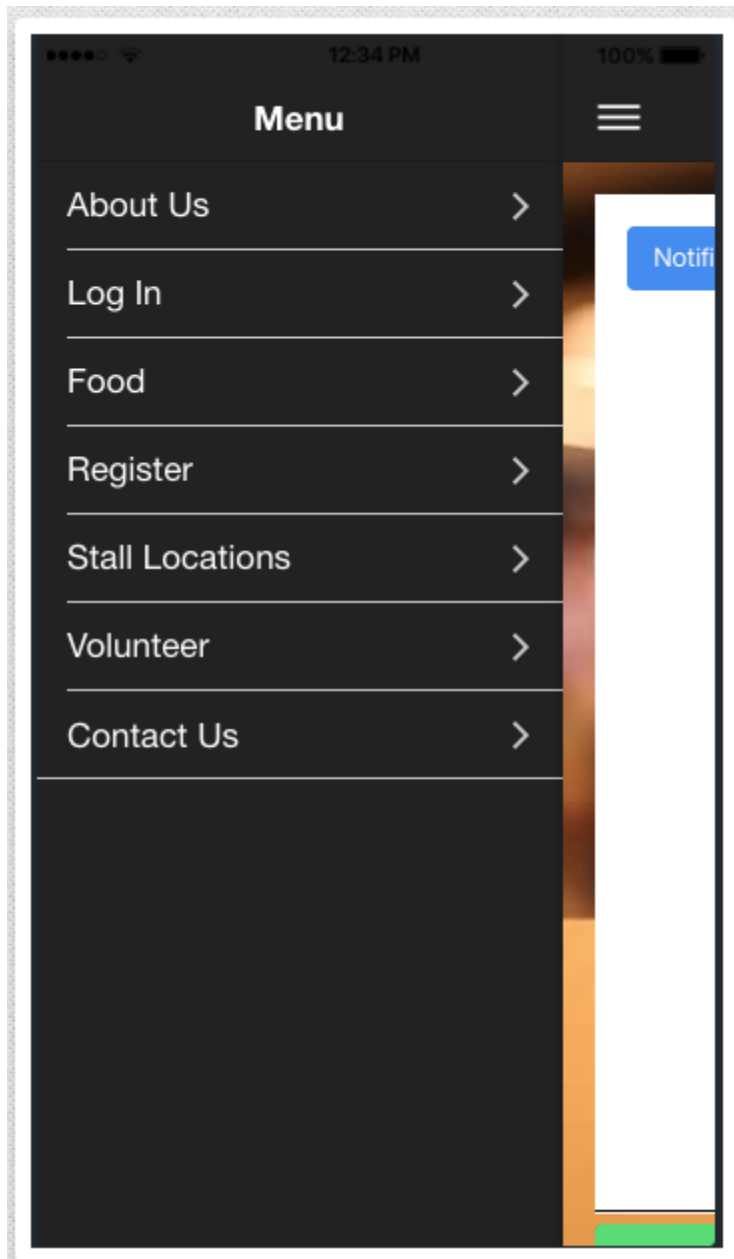 12:34 PM 100%
Menu
About Us
Log In
Food
Register
Stall Locations
Volunteer
Contact Us
Notifi